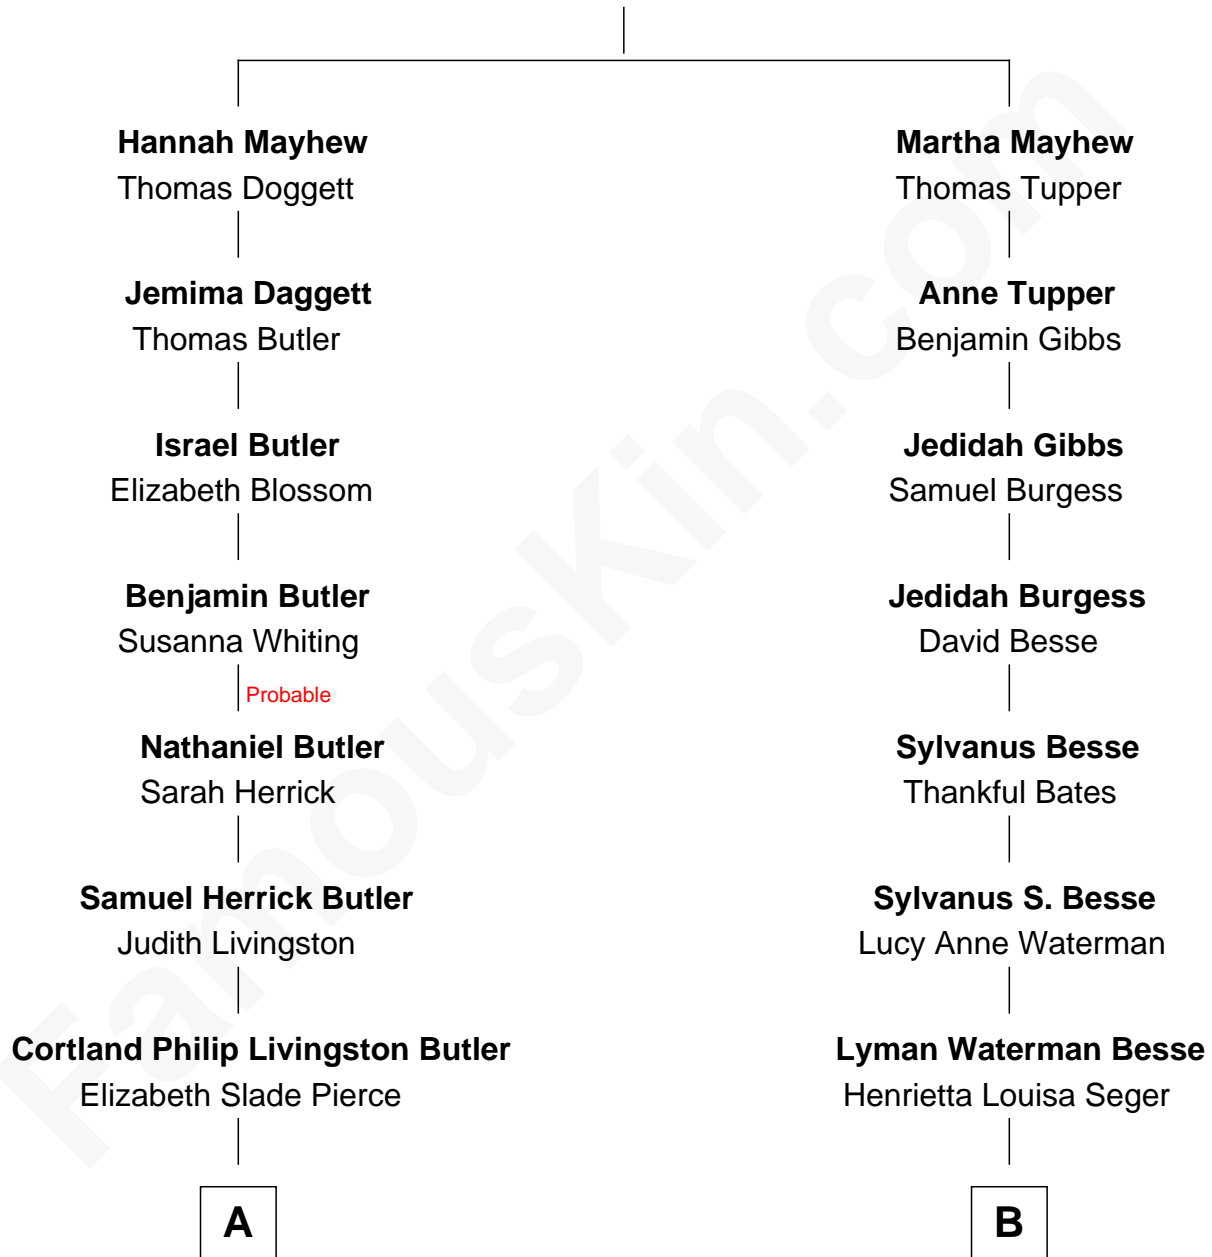 Hannah Mayhew
Thomas Doggett
Jemima Daggett
Thomas Butler
Israel Butler
Elizabeth Blossom
Benjamin Butler
Susanna Whiting
Probable
Nathaniel Butler
Sarah Herrick
Samuel Herrick Butler
Judith Livingston
Cortland Philip Livingston Butler
Elizabeth Slade Pierce
A
Martha Mayhew
Thomas Tupper
Anne Tupper
Benjamin Gibbs
Jedidah Gibbs
Samuel Burgess
Jedidah Burgess
David Besse
Sylvanus Besse
Thankful Bates
Sylvanus S. Besse
Lucy Anne Waterman
Lyman Waterman Besse
Henrietta Louisa Seger
B
FamousKin.com